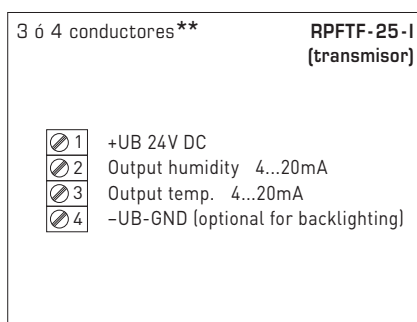 3 ó 4 conductores** RPFTF-25-I
(transmisor)
1 +UB 24V DC
2 Output humidity 4...20mA
3 Output temp. 4...20mA
4 –UB-GND (optional for backlighting)